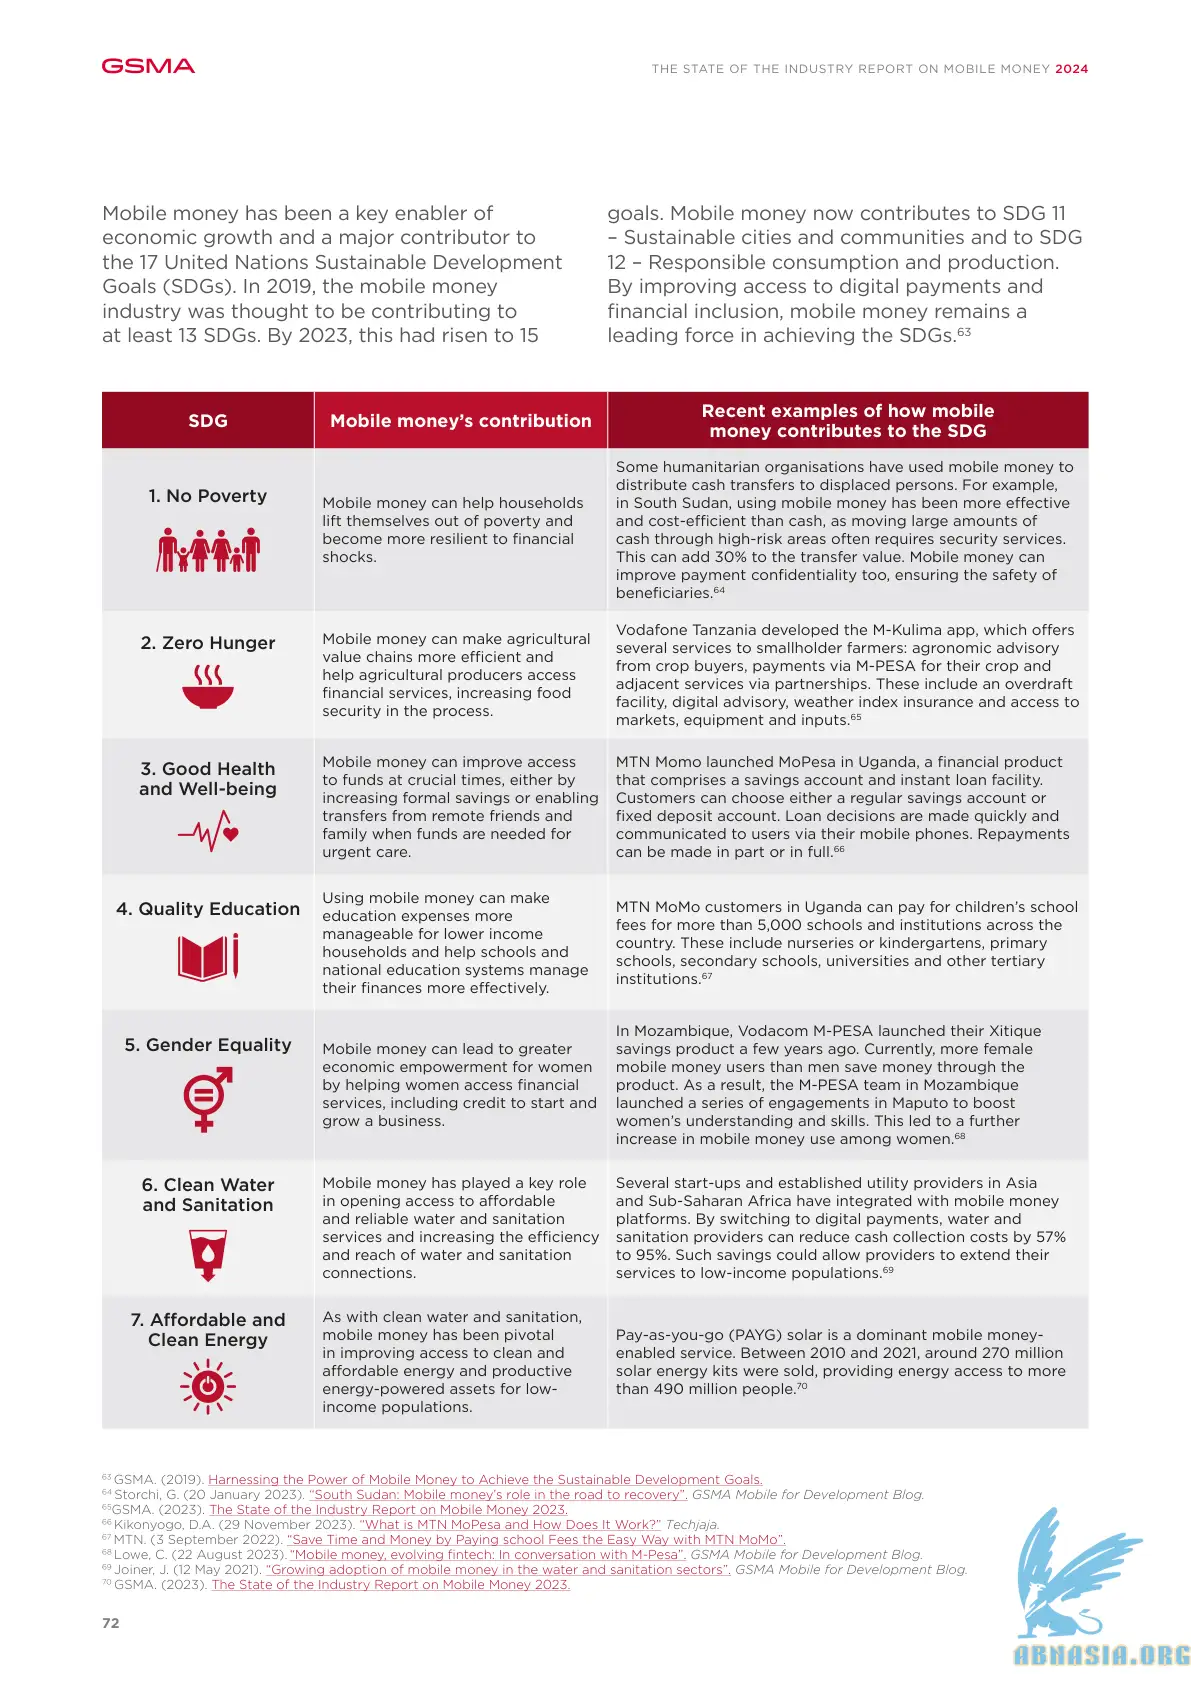 GSMA
THE STATE OF THE INDUSTRY REPORT ON MOBILE MONEY 2024
Mobile money has been a key enabler of
economic growth and a major contributor to
the 17 United Nations Sustainable Development
Goals (SDGs). In 2019, the mobile money
industry was thought to be contributing to
at least 13 SDGs. By 2023, this had risen to 15
goals. Mobile money now contributes to SDG 11
– Sustainable cities and communities and to SDG
12 – Responsible consumption and production.
By improving access to digital payments and
financial inclusion, mobile money remains a
leading force in achieving the SDGs.63
SDG
Mobile money's contribution
Recent examples of how mobile
money contributes to the SDG
1. No Poverty
Mobile money can help households
lift themselves out of poverty and
become more resilient to financial
shocks.
Some humanitarian organisations have used mobile money to
distribute cash transfers to displaced persons. For example,
in South Sudan, using mobile money has been more effective
and cost-efficient than cash, as moving large amounts of
cash through high-risk areas often requires security services.
This can add 30% to the transfer value. Mobile money can
improve payment confidentiality too, ensuring the safety of
beneficiaries.64
2. Zero Hunger
Mobile money can make agricultural
value chains more efficient and
help agricultural producers access
financial services, increasing food
security in the process.
Vodafone Tanzania developed the M-Kulima app, which offers
several services to smallholder farmers: agronomic advisory
from crop buyers, payments via M-PESA for their crop and
adjacent services via partnerships. These include an overdraft
facility, digital advisory, weather index insurance and access to
markets, equipment and inputs.65
3. Good Health
and Well-being
Mobile money can improve access
to funds at crucial times, either by
increasing formal savings or enabling
transfers from remote friends and
family when funds are needed for
urgent care.
MTN Momo launched MoPesa in Uganda, a financial product
that comprises a savings account and instant loan facility.
Customers can choose either a regular savings account or
fixed deposit account. Loan decisions are made quickly and
communicated to users via their mobile phones. Repayments
can be made in part or in full.66
4. Quality Education
Using mobile money can make
education expenses more
manageable for lower income
households and help schools and
national education systems manage
their finances more effectively.
MTN MoMo customers in Uganda can pay for children's school
fees for more than 5,000 schools and institutions across the
country. These include nurseries or kindergartens, primary
schools, secondary schools, universities and other tertiary
institutions.67
5. Gender Equality
Mobile money can lead to greater
economic empowerment for women
by helping women access financial
services, including credit to start and
grow a business.
In Mozambique, Vodacom M-PESA launched their Xitique
savings product a few years ago. Currently, more female
mobile money users than men save money through the
product. As a result, the M-PESA team in Mozambique
launched a series of engagements in Maputo to boost
women's understanding and skills. This led to a further
increase in mobile money use among women.68
6. Clean Water
and Sanitation
Mobile money has played a key role
in opening access to affordable
and reliable water and sanitation
services and increasing the efficiency
and reach of water and sanitation
connections.
Several start-ups and established utility providers in Asia
and Sub-Saharan Africa have integrated with mobile money
platforms. By switching to digital payments, water and
sanitation providers can reduce cash collection costs by 57%
to 95%. Such savings could allow providers to extend their
services to low-income populations.69
7. Affordable and
Clean Energy
As with clean water and sanitation,
mobile money has been pivotal
in improving access to clean and
affordable energy and productive
energy-powered assets for low-
income populations.
Pay-as-you-go (PAYG) solar is a dominant mobile money-
enabled service. Between 2010 and 2021, around 270 million
solar energy kits were sold, providing energy access to more
than 490 million people.70
63 GSMA. (2019). Harnessing the Power of Mobile Money to Achieve the Sustainable Development Goals.
64 Storchi, G. (20 January 2023). "South Sudan: Mobile money's role in the road to recovery". GSMA Mobile for Development Blog.
65 GSMA. (2023). The State of the Industry Report on Mobile Money 2023.
66 Kikonyogo, D.A. (29 November 2023). "What is MTN MoPesa and How Does It Work?" Techjaja.
67 MTN. (3 September 2022). "Save Time and Money by Paying school Fees the Easy Way with MTN MoMo".
68 Lowe, C. (22 August 2023). "Mobile money, evolving fintech: In conversation with M-Pesa". GSMA Mobile for Development Blog.
69 Joiner, J. (12 May 2021). "Growing adoption of mobile money in the water and sanitation sectors". GSMA Mobile for Development Blog.
70 GSMA. (2023). The State of the Industry Report on Mobile Money 2023.
72
ABNASIA.ORG